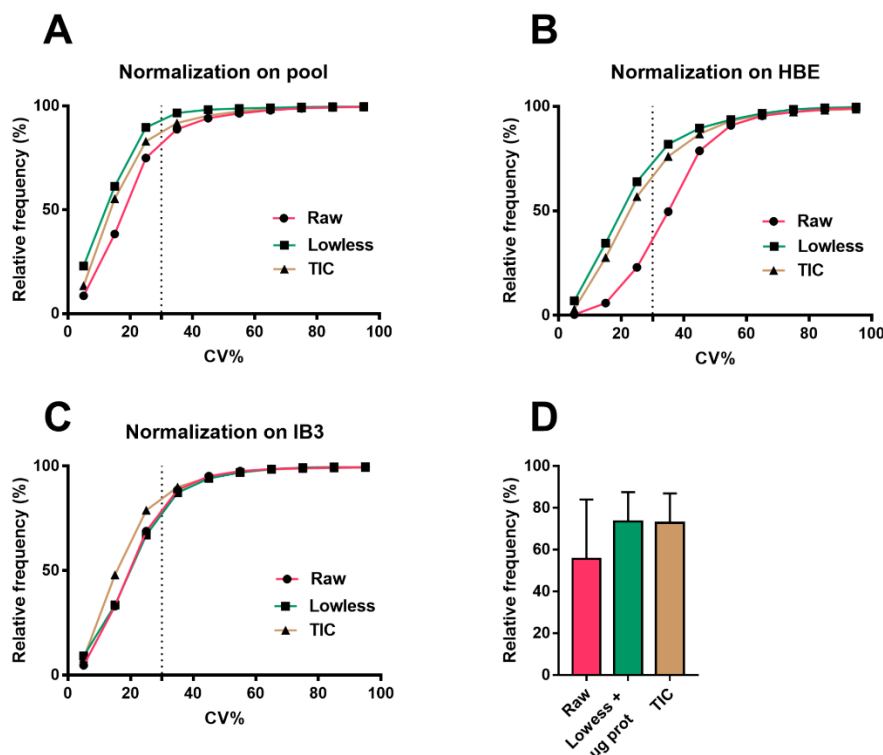 A
Normalization on pool
Relative frequency (%)
100
50
0
0 20 40 60 80 100
CV%
Raw
Lowless
TIC
B
Normalization on HBE
Relative frequency (%)
100
50
0
0 20 40 60 80 100
CV%
Raw
Lowless
TIC
C
Normalization on IB3
Relative frequency (%)
100
50
0
0 20 40 60 80 100
CV%
Raw
Lowless
TIC
D
Relative frequency (%)
100
80
60
40
20
0
Raw
Lowess +
ug prot
TIC